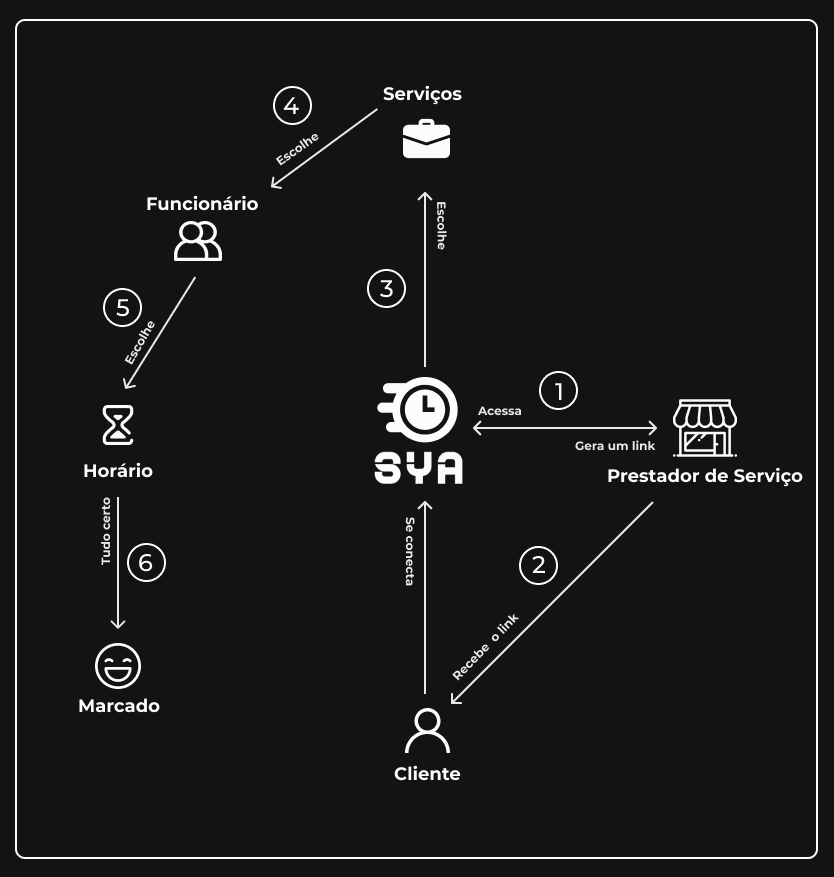 Serviços
4
Escolhe
Funcionário
Escolhe
5
3
Escolhe
1
Acessa
Gera um link
SYA
Prestador de Serviço
Horário
Tudo certo
6
Se conecta
2
Recebe o link
Marcado
Cliente